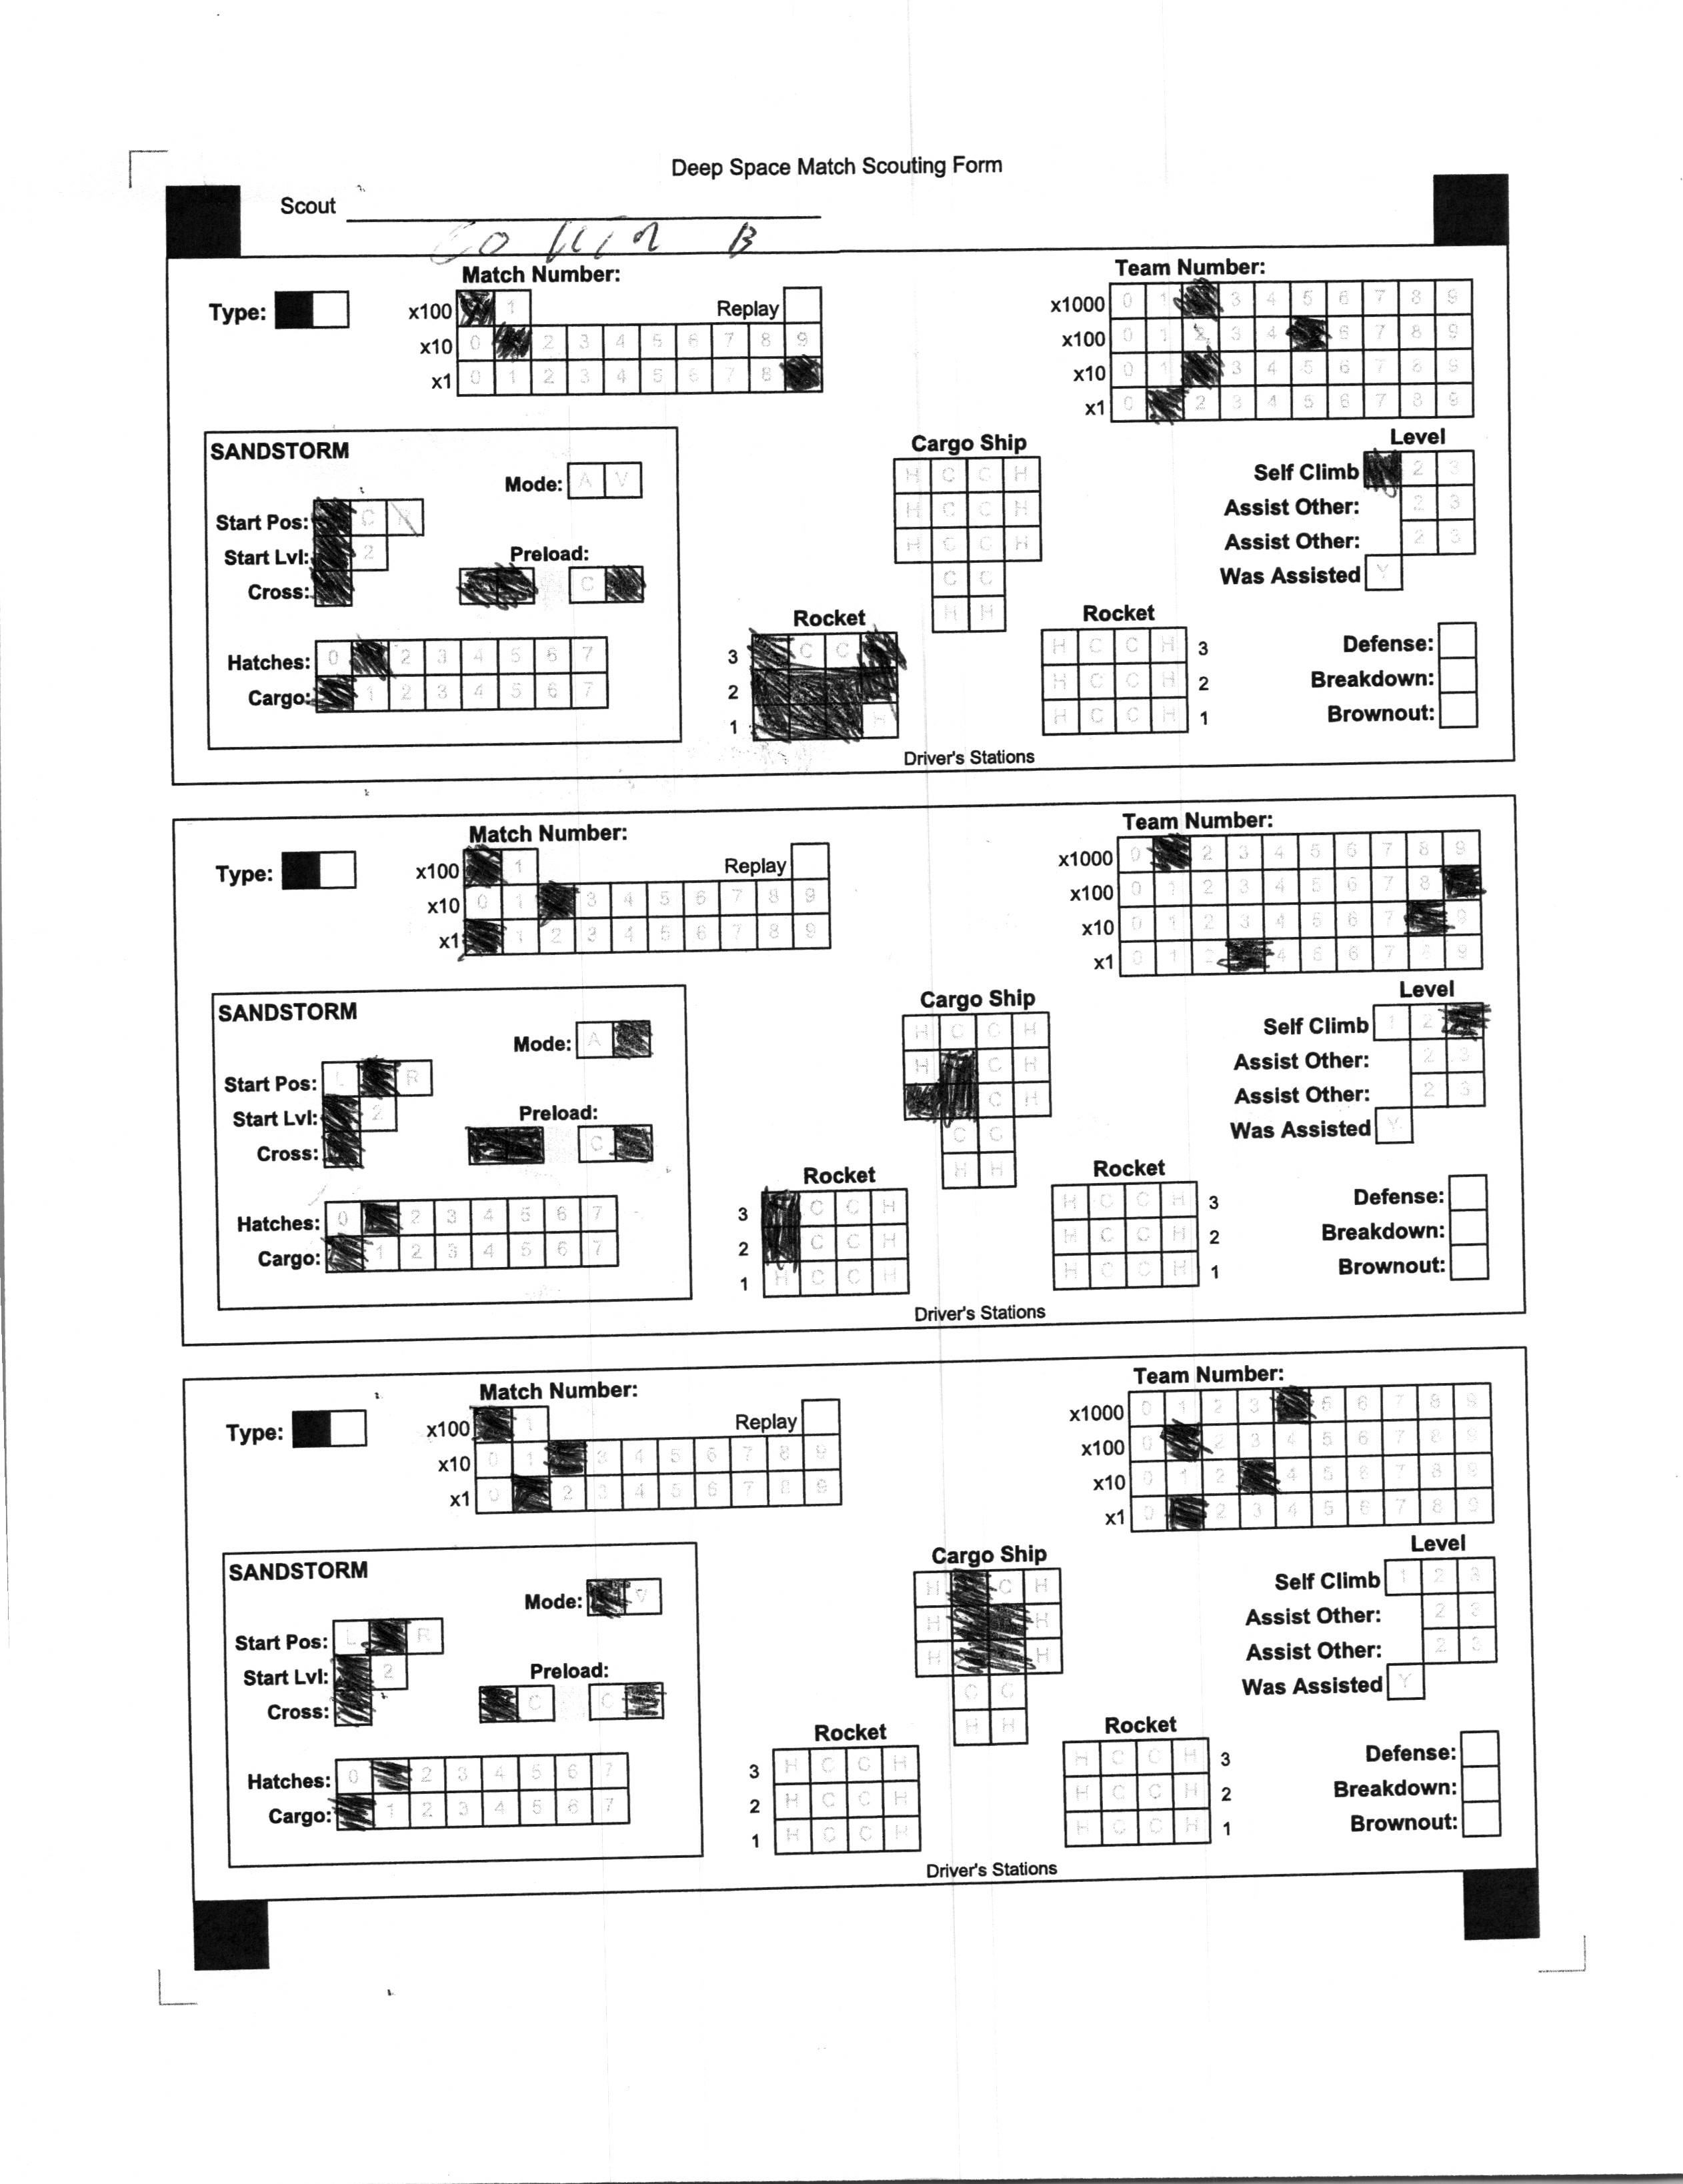 Deep Space Match Scouting Form
Scout
Collin B
Match Number:
Team Number:
Type:
x100 1
Replay
x10 0 2 3 4 5 6 7 8 9
x1 0 1 2 3 4 5 6 7 8
x1000 0 1 3 4 5 6 7 8 9
x100 0 1 2 3 4 6 7 8 9
x10 0 1 3 4 5 6 7 8 9
x1 0 2 3 4 5 6 7 8 9
SANDSTORM
Mode: A V
Start Pos: C R
Start Lvl: 2
Cross:
Preload:
C
Hatches: 0 2 3 4 5 6 7
Cargo: 1 2 3 4 5 6 7
Cargo Ship
H C C H
H C C H
H C C H
C C
H H
Level
Self Climb 2 3
Assist Other: 2 3
Assist Other: 2 3
Was Assisted Y
Rocket
3 C C
2
1 H
Rocket
H C C H 3
H C C H 2
H C C H 1
Defense:
Breakdown:
Brownout:
Driver's Stations
Match Number:
Team Number:
Type:
x100 1
Replay
x10 0 1 3 4 5 6 7 8 9
x1 1 2 3 4 5 6 7 8 9
x1000 0 2 3 4 5 6 7 8 9
x100 0 1 2 3 4 5 6 7 8
x10 0 1 2 3 4 5 6 7 9
x1 0 1 2 4 5 6 7 8 9
SANDSTORM
Mode: A
Start Pos: L R
Start Lvl: 2
Cross:
Preload:
C
Hatches: 0 2 3 4 5 6 7
Cargo: 1 2 3 4 5 6 7
Cargo Ship
H C C H
H C H
C H
C C
H H
Level
Self Climb 1 2
Assist Other: 2 3
Assist Other: 2 3
Was Assisted Y
Rocket
3 C C H
2 C C H
1 H C C H
Rocket
H C C H 3
H C C H 2
H C C H 1
Defense:
Breakdown:
Brownout:
Driver's Stations
Match Number:
Team Number:
Type:
x100 1
Replay
x10 0 1 3 4 5 6 7 8 9
x1 0 2 3 4 5 6 7 8 9
x1000 0 1 2 3 5 6 7 8 9
x100 0 2 3 4 5 6 7 8 9
x10 0 1 2 4 5 6 7 8 9
x1 0 2 3 4 5 6 7 8 9
SANDSTORM
Mode: V
Start Pos: L R
Start Lvl: 2
Cross:
Preload:
C C
Hatches: 0 2 3 4 5 6 7
Cargo: 1 2 3 4 5 6 7
Cargo Ship
H C H
H H
H H
C C
H H
Level
Self Climb 1 2 3
Assist Other: 2 3
Assist Other: 2 3
Was Assisted Y
Rocket
3 H C C H
2 H C C H
1 H C C H
Rocket
H C C H 3
H C C H 2
H C C H 1
Defense:
Breakdown:
Brownout:
Driver's Stations